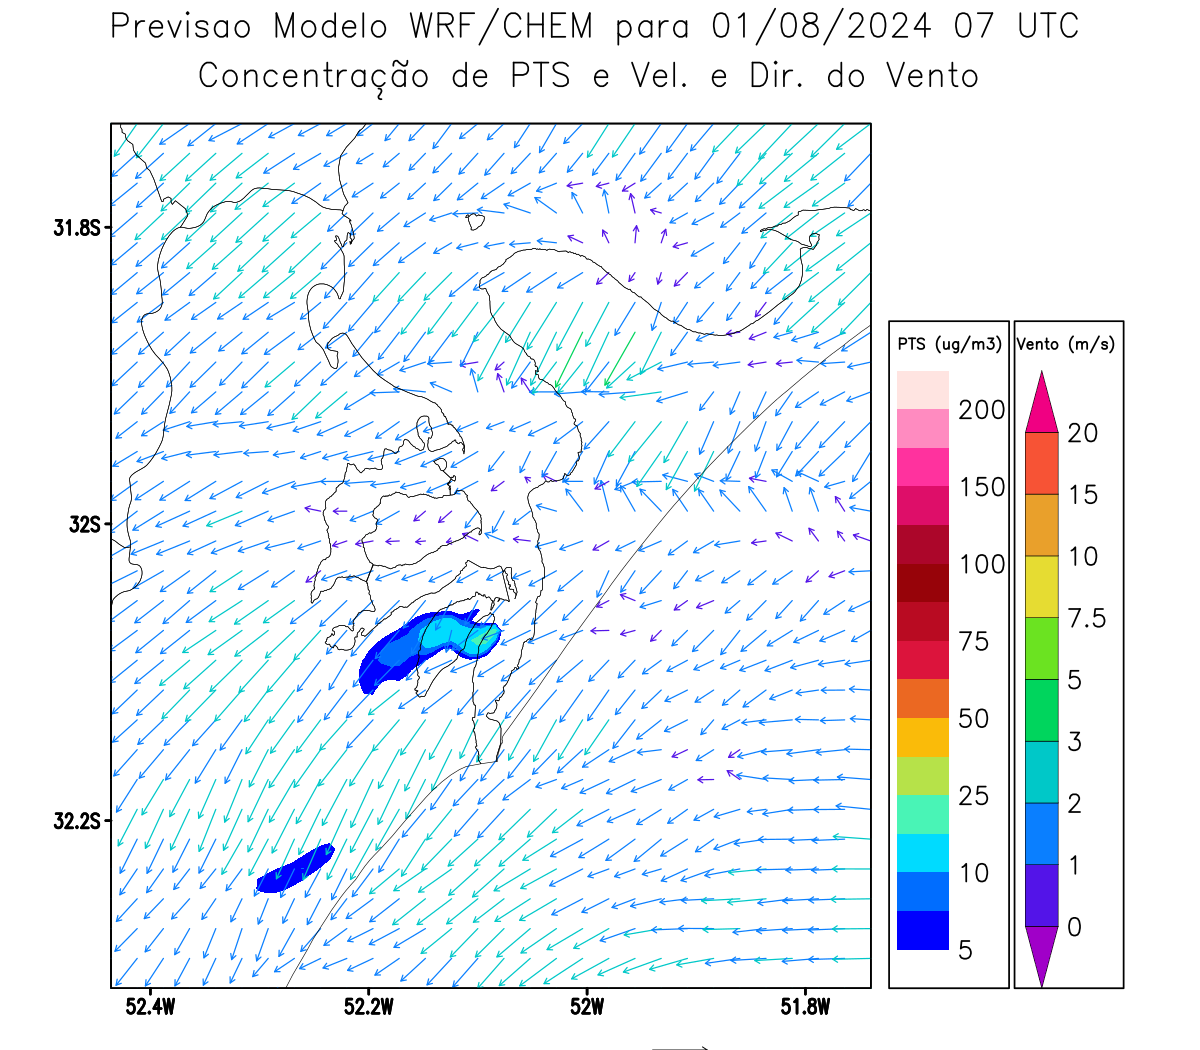 Previsao Modelo WRF/CHEM para 01/08/2024 07 UTC
Concentração de PTS e Vel. e Dir. do Vento
31.8S
32S
32.2S
52.4W 52.2W 52W 51.8W
PTS (ug/m3)
200
150
100
75
50
25
10
5
Vento (m/s)
20
15
10
7.5
5
3
2
1
0